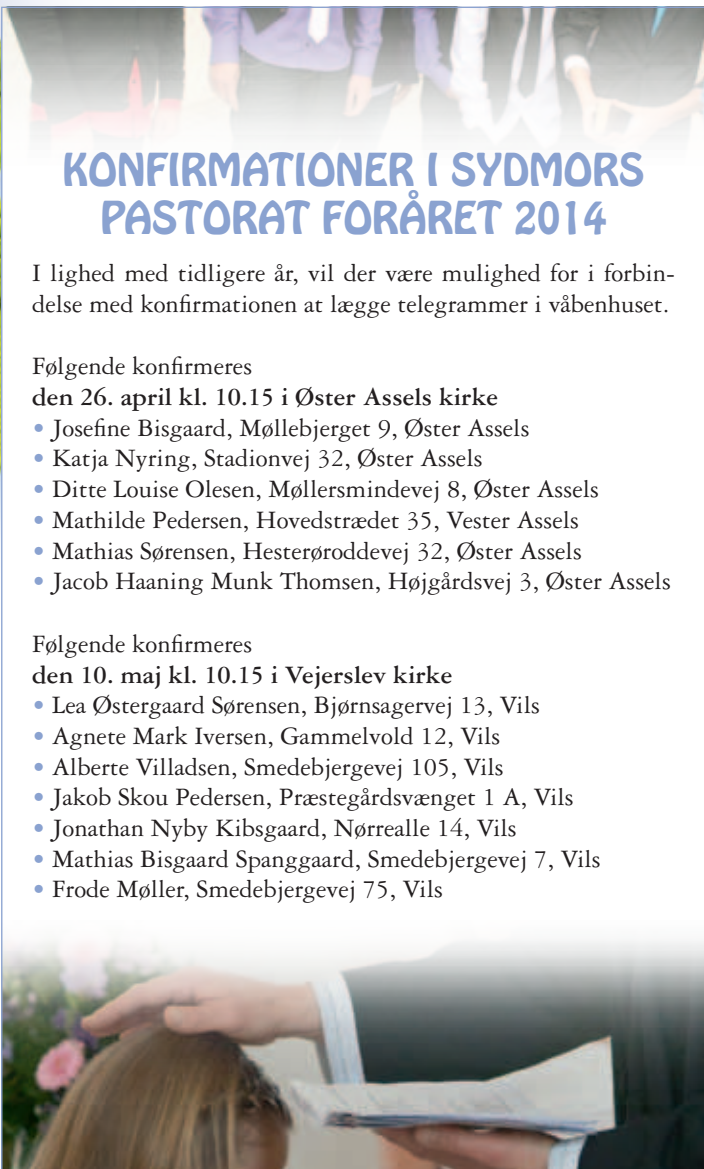 KONFIRMATIONER I SYDMORS
PASTORAT FORÅRET 2014
I lighed med tidligere år, vil der være mulighed for i forbin-
delse med konfirmationen at lægge telegrammer i våbenhuset.
Følgende konfirmeres
den 26. april kl. 10.15 i Øster Assels kirke
• Josefine Bisgaard, Møllebjerget 9, Øster Assels
• Katja Nyring, Stadionvej 32, Øster Assels
• Ditte Louise Olesen, Møllersmindevej 8, Øster Assels
• Mathilde Pedersen, Hovedstrædet 35, Vester Assels
• Mathias Sørensen, Hesterøroddevej 32, Øster Assels
• Jacob Haaning Munk Thomsen, Højgårdsvej 3, Øster Assels
Følgende konfirmeres
den 10. maj kl. 10.15 i Vejerslev kirke
• Lea Østergaard Sørensen, Bjørnsagervej 13, Vils
• Agnete Mark Iversen, Gammelvold 12, Vils
• Alberte Villadsen, Smedebjergevej 105, Vils
• Jakob Skou Pedersen, Præstegårdsvænget 1 A, Vils
• Jonathan Nyby Kibsgaard, Nørrealle 14, Vils
• Mathias Bisgaard Spanggaard, Smedebjergevej 7, Vils
• Frode Møller, Smedebjergevej 75, Vils